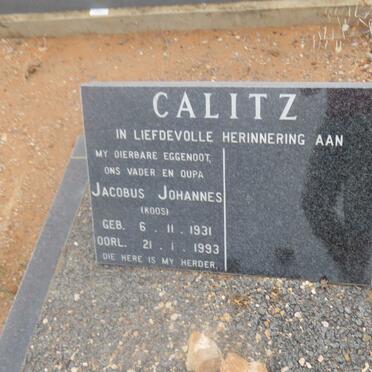 CALITZ
IN LIEFDEVOLLE HERINNERING AAN
MY DIERBARE EGGENOOT,
ONS VADER EN OUPA
JACOBUS JOHANNES
(KOOS)
GEB. 6 . 11 . 1931
OORL. 21 . 1 . 1993
DIE HERE IS MY HERDER.